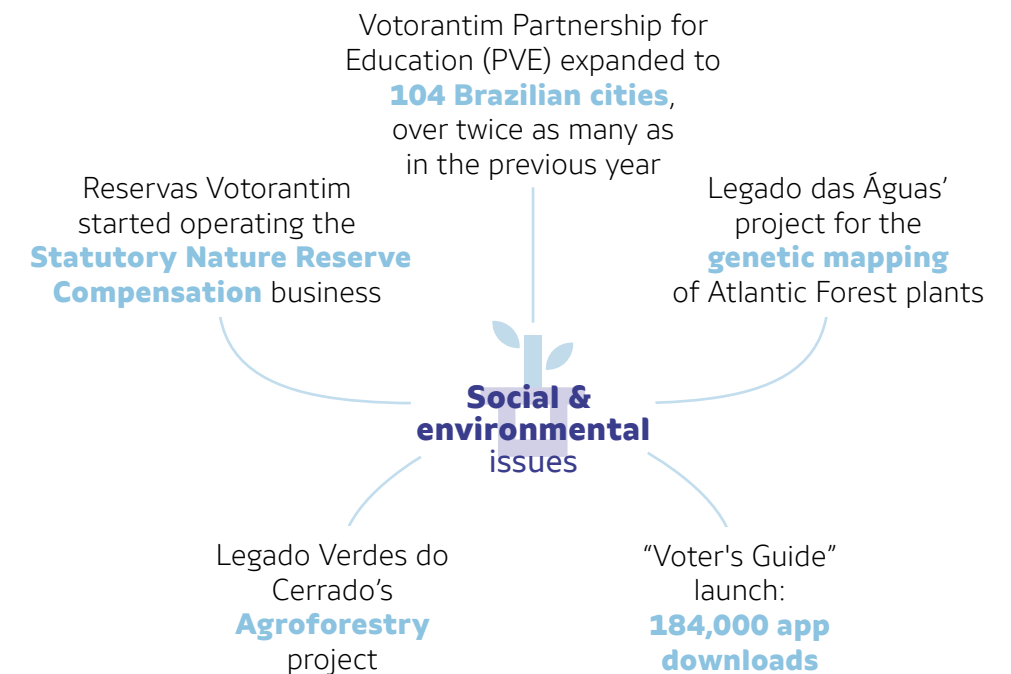 Votorantim Partnership for
Education (PVE) expanded to
104 Brazilian cities,
over twice as many as
in the previous year
Reservas Votorantim
started operating the
Statutory Nature Reserve
Compensation business
Legado das Águas’
project for the
genetic mapping
of Atlantic Forest plants
Social &
environmental
issues
Legado Verdes do
Cerrado’s
Agroforestry
project
“Voter's Guide”
launch:
184,000 app
downloads